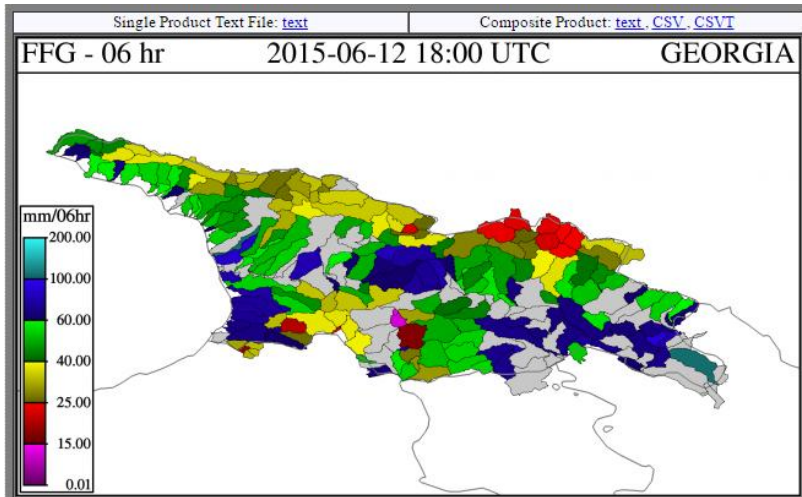 Single Product Text File: text
Composite Product: text , CSV , CSVT
FFG - 06 hr 2015-06-12 18:00 UTC GEORGIA
mm/06hr
200.00
100.00
60.00
40.00
25.00
15.00
0.01